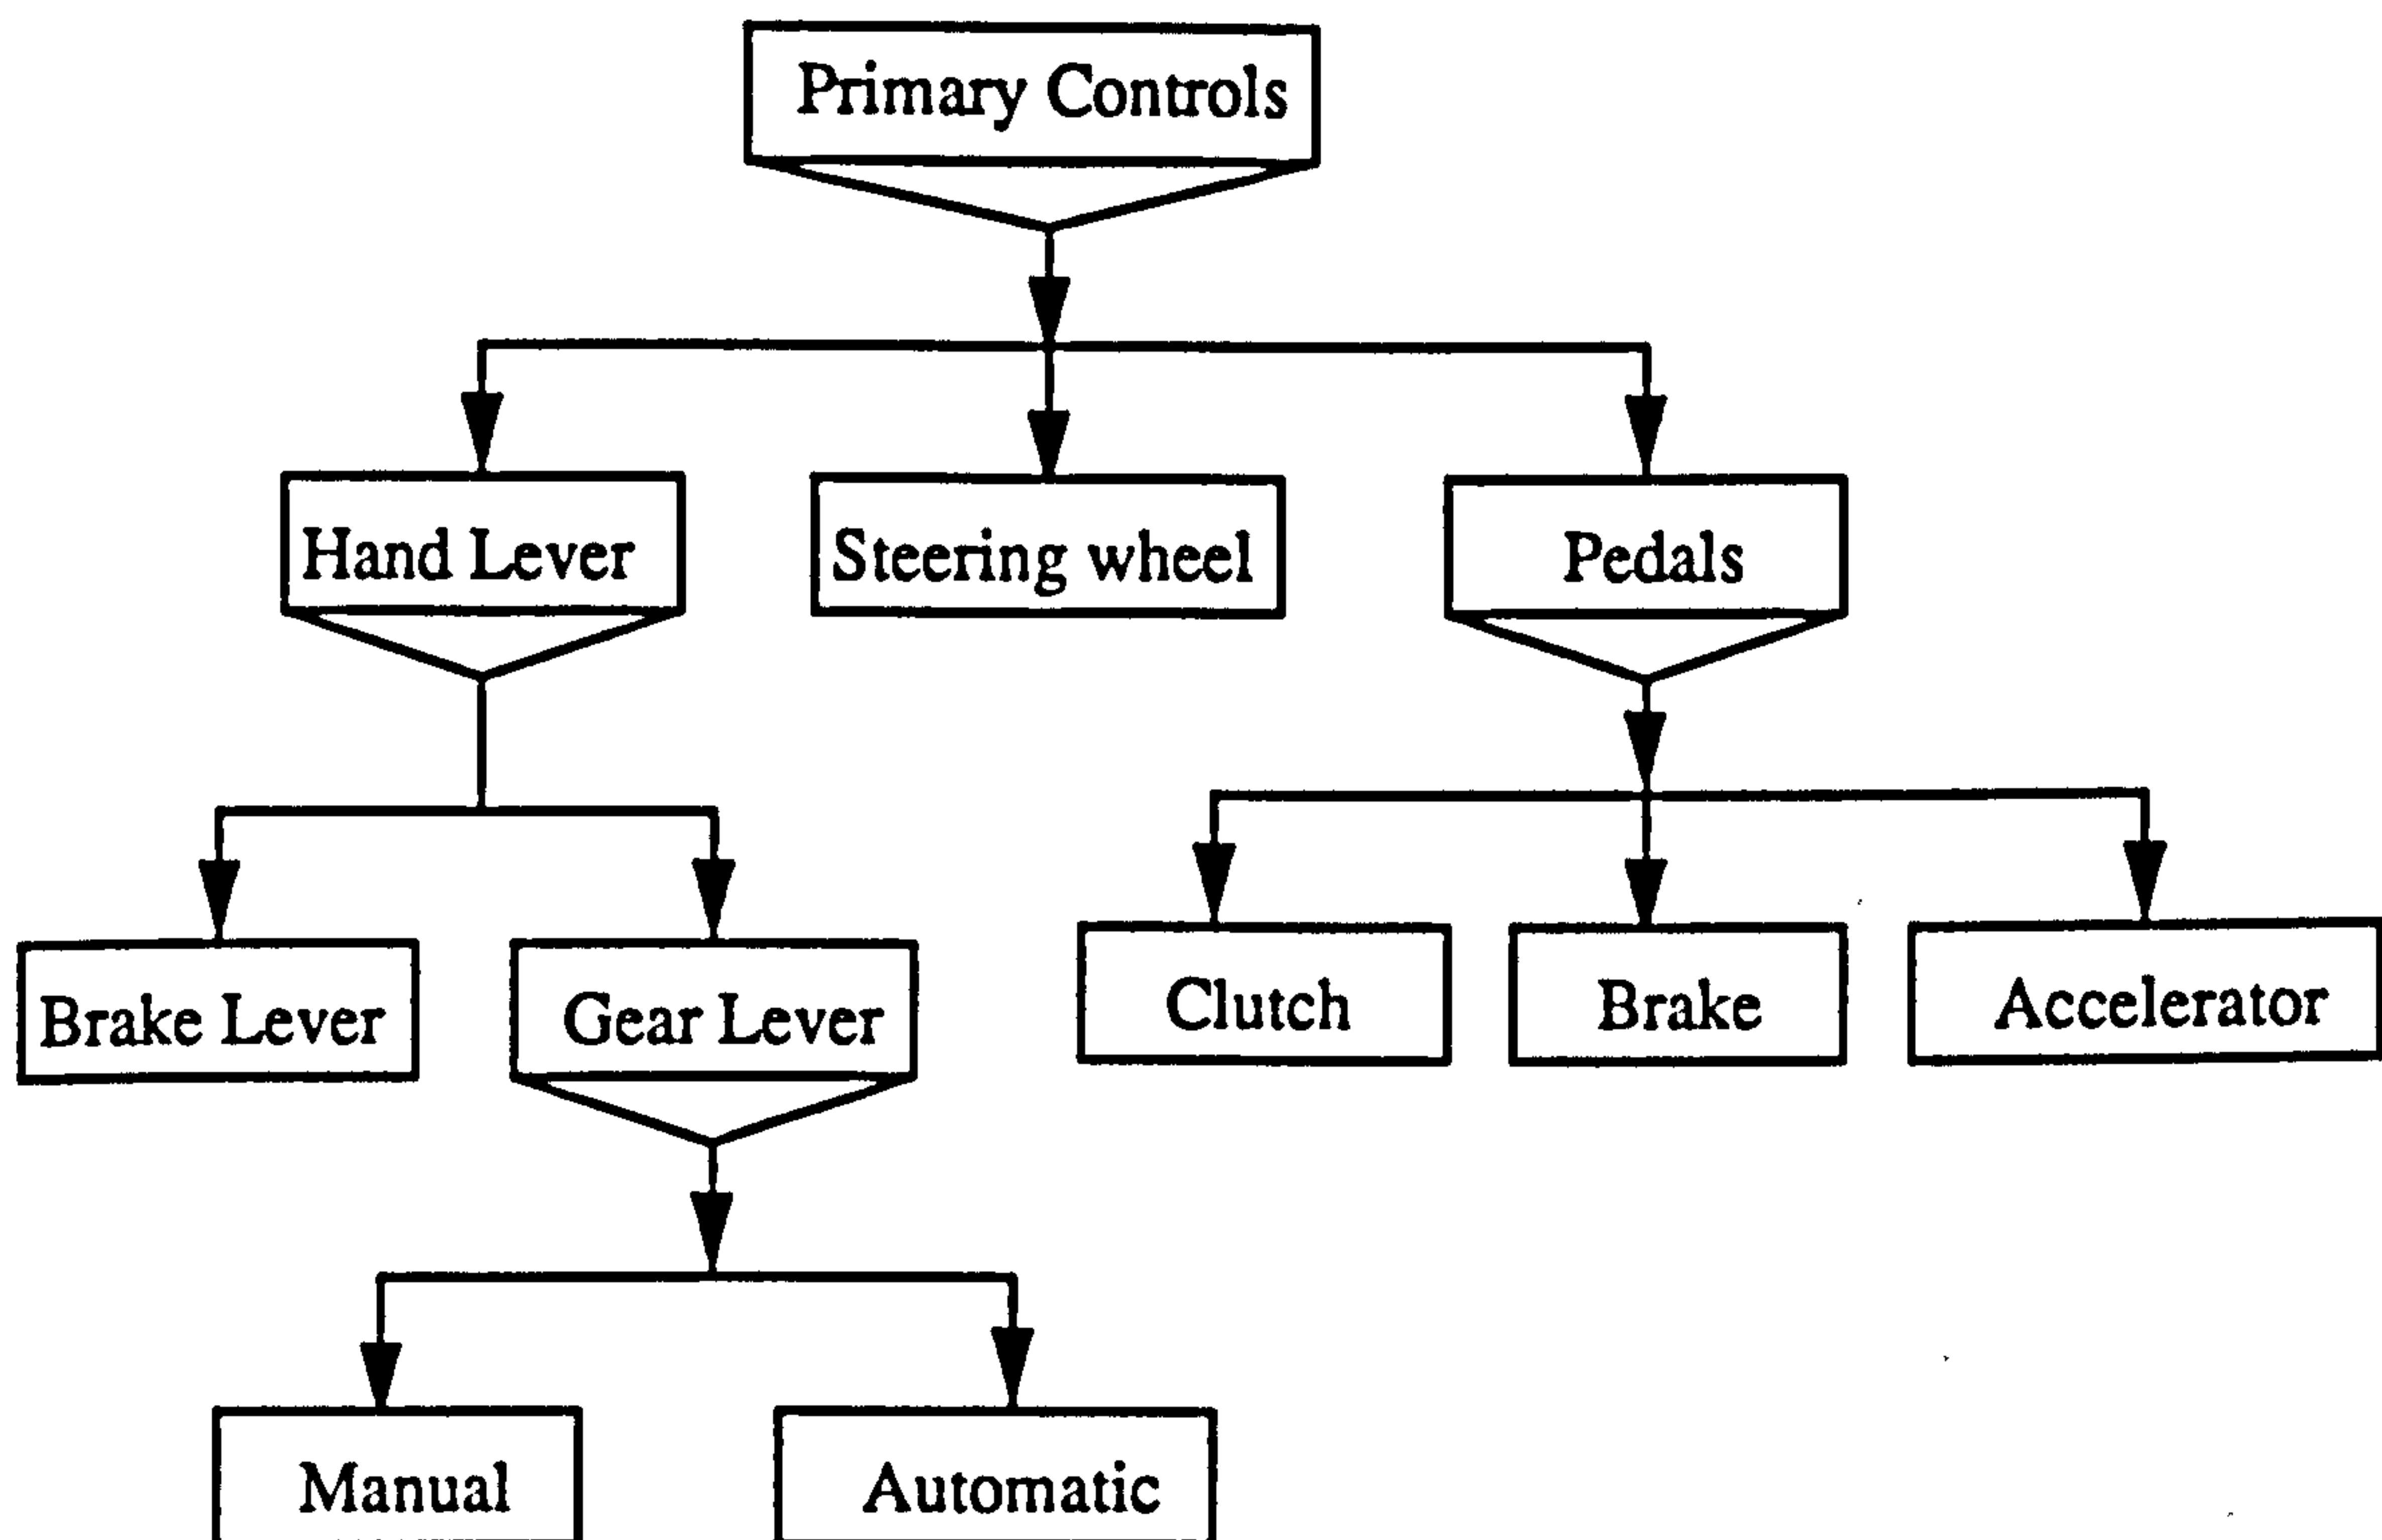 Primary Controls
Hand Lever
Steering wheel
Pedals
Brake Lever
Gear Lever
Clutch
Brake
Accelerator
Manual
Automatic